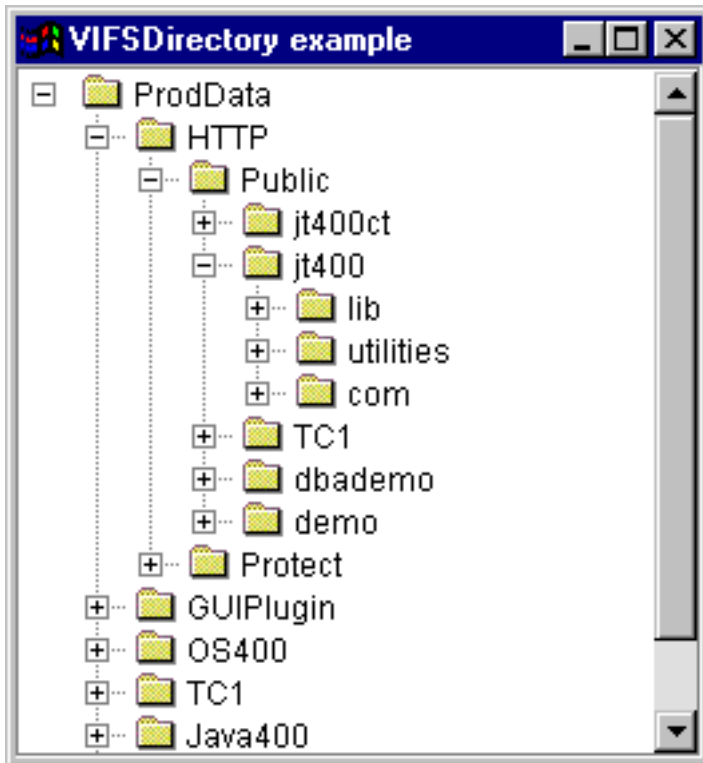 VIFSDirectory example
ProdData
HTTP
Public
jt400ct
jt400
lib
utilities
com
TC1
dbademo
demo
Protect
GUIPlugin
OS400
TC1
Java400